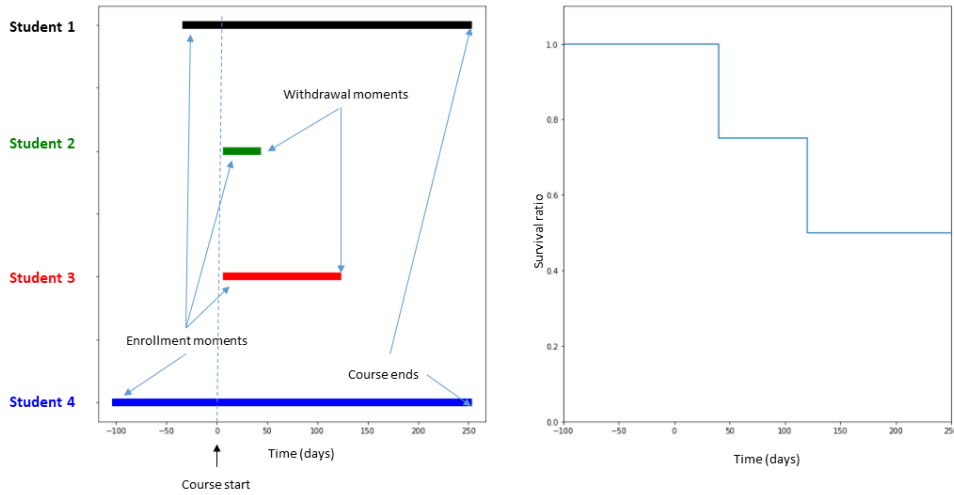 Student 1
Withdrawal moments
Student 2
Student 3
Enrollment moments
Course ends
Student 4
−100 −50 0 50 100 150 200 250
Time (days)
Course start
1.0
0.8
0.6
Survival ratio
0.4
0.2
0.0
−100 −50 0 50 100 150 200 250
Time (days)